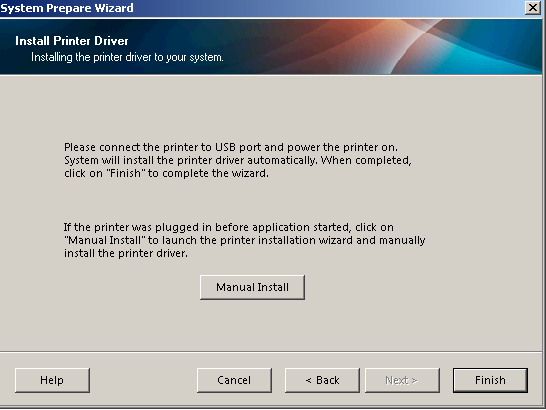 System Prepare Wizard
Install Printer Driver
Installing the printer driver to your system.
Please connect the printer to USB port and power the printer on.
System will install the printer driver automatically. When completed,
click on "Finish" to complete the wizard.
If the printer was plugged in before application started, click on
"Manual Install" to launch the printer installation wizard and manually
install the printer driver.
Manual Install
Help
Cancel
< Back
Next >
Finish